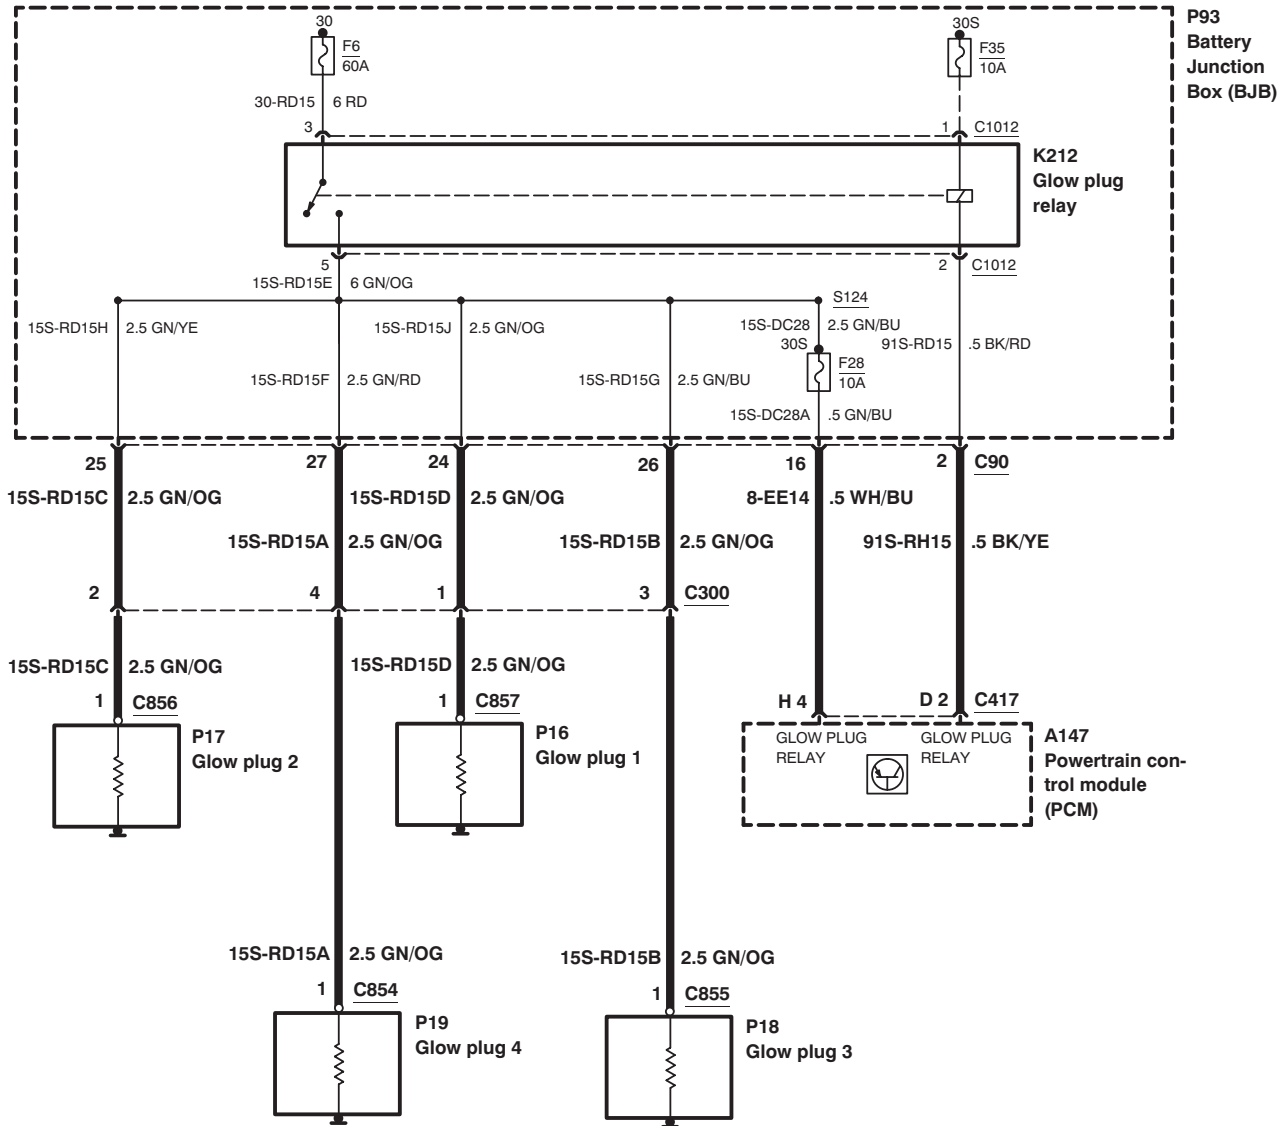 30
F6
60A
30-RD15 6 RD
30S
F35
10A
P93
Battery
Junction
Box (BJB)
3
1 C1012
K212
Glow plug
relay
5
2 C1012
15S-RD15E 6 GN/OG
S124
15S-RD15H 2.5 GN/YE
15S-RD15J 2.5 GN/OG
15S-DC28 2.5 GN/BU
30S
91S-RD15 .5 BK/RD
F28
10A
15S-RD15F 2.5 GN/RD
15S-RD15G 2.5 GN/BU
15S-DC28A .5 GN/BU
25 27 24 26 16 2 C90
15S-RD15C 2.5 GN/OG
15S-RD15D 2.5 GN/OG
8-EE14 .5 WH/BU
15S-RD15A 2.5 GN/OG
15S-RD15B 2.5 GN/OG
91S-RH15 .5 BK/YE
2 4 1 3 C300
15S-RD15C 2.5 GN/OG
15S-RD15D 2.5 GN/OG
1 C856
1 C857
H 4
D 2 C417
P17
Glow plug 2
P16
Glow plug 1
GLOW PLUG
RELAY
GLOW PLUG
RELAY
A147
Powertrain con-
trol module
(PCM)
15S-RD15A 2.5 GN/OG
15S-RD15B 2.5 GN/OG
1 C854
1 C855
P19
Glow plug 4
P18
Glow plug 3